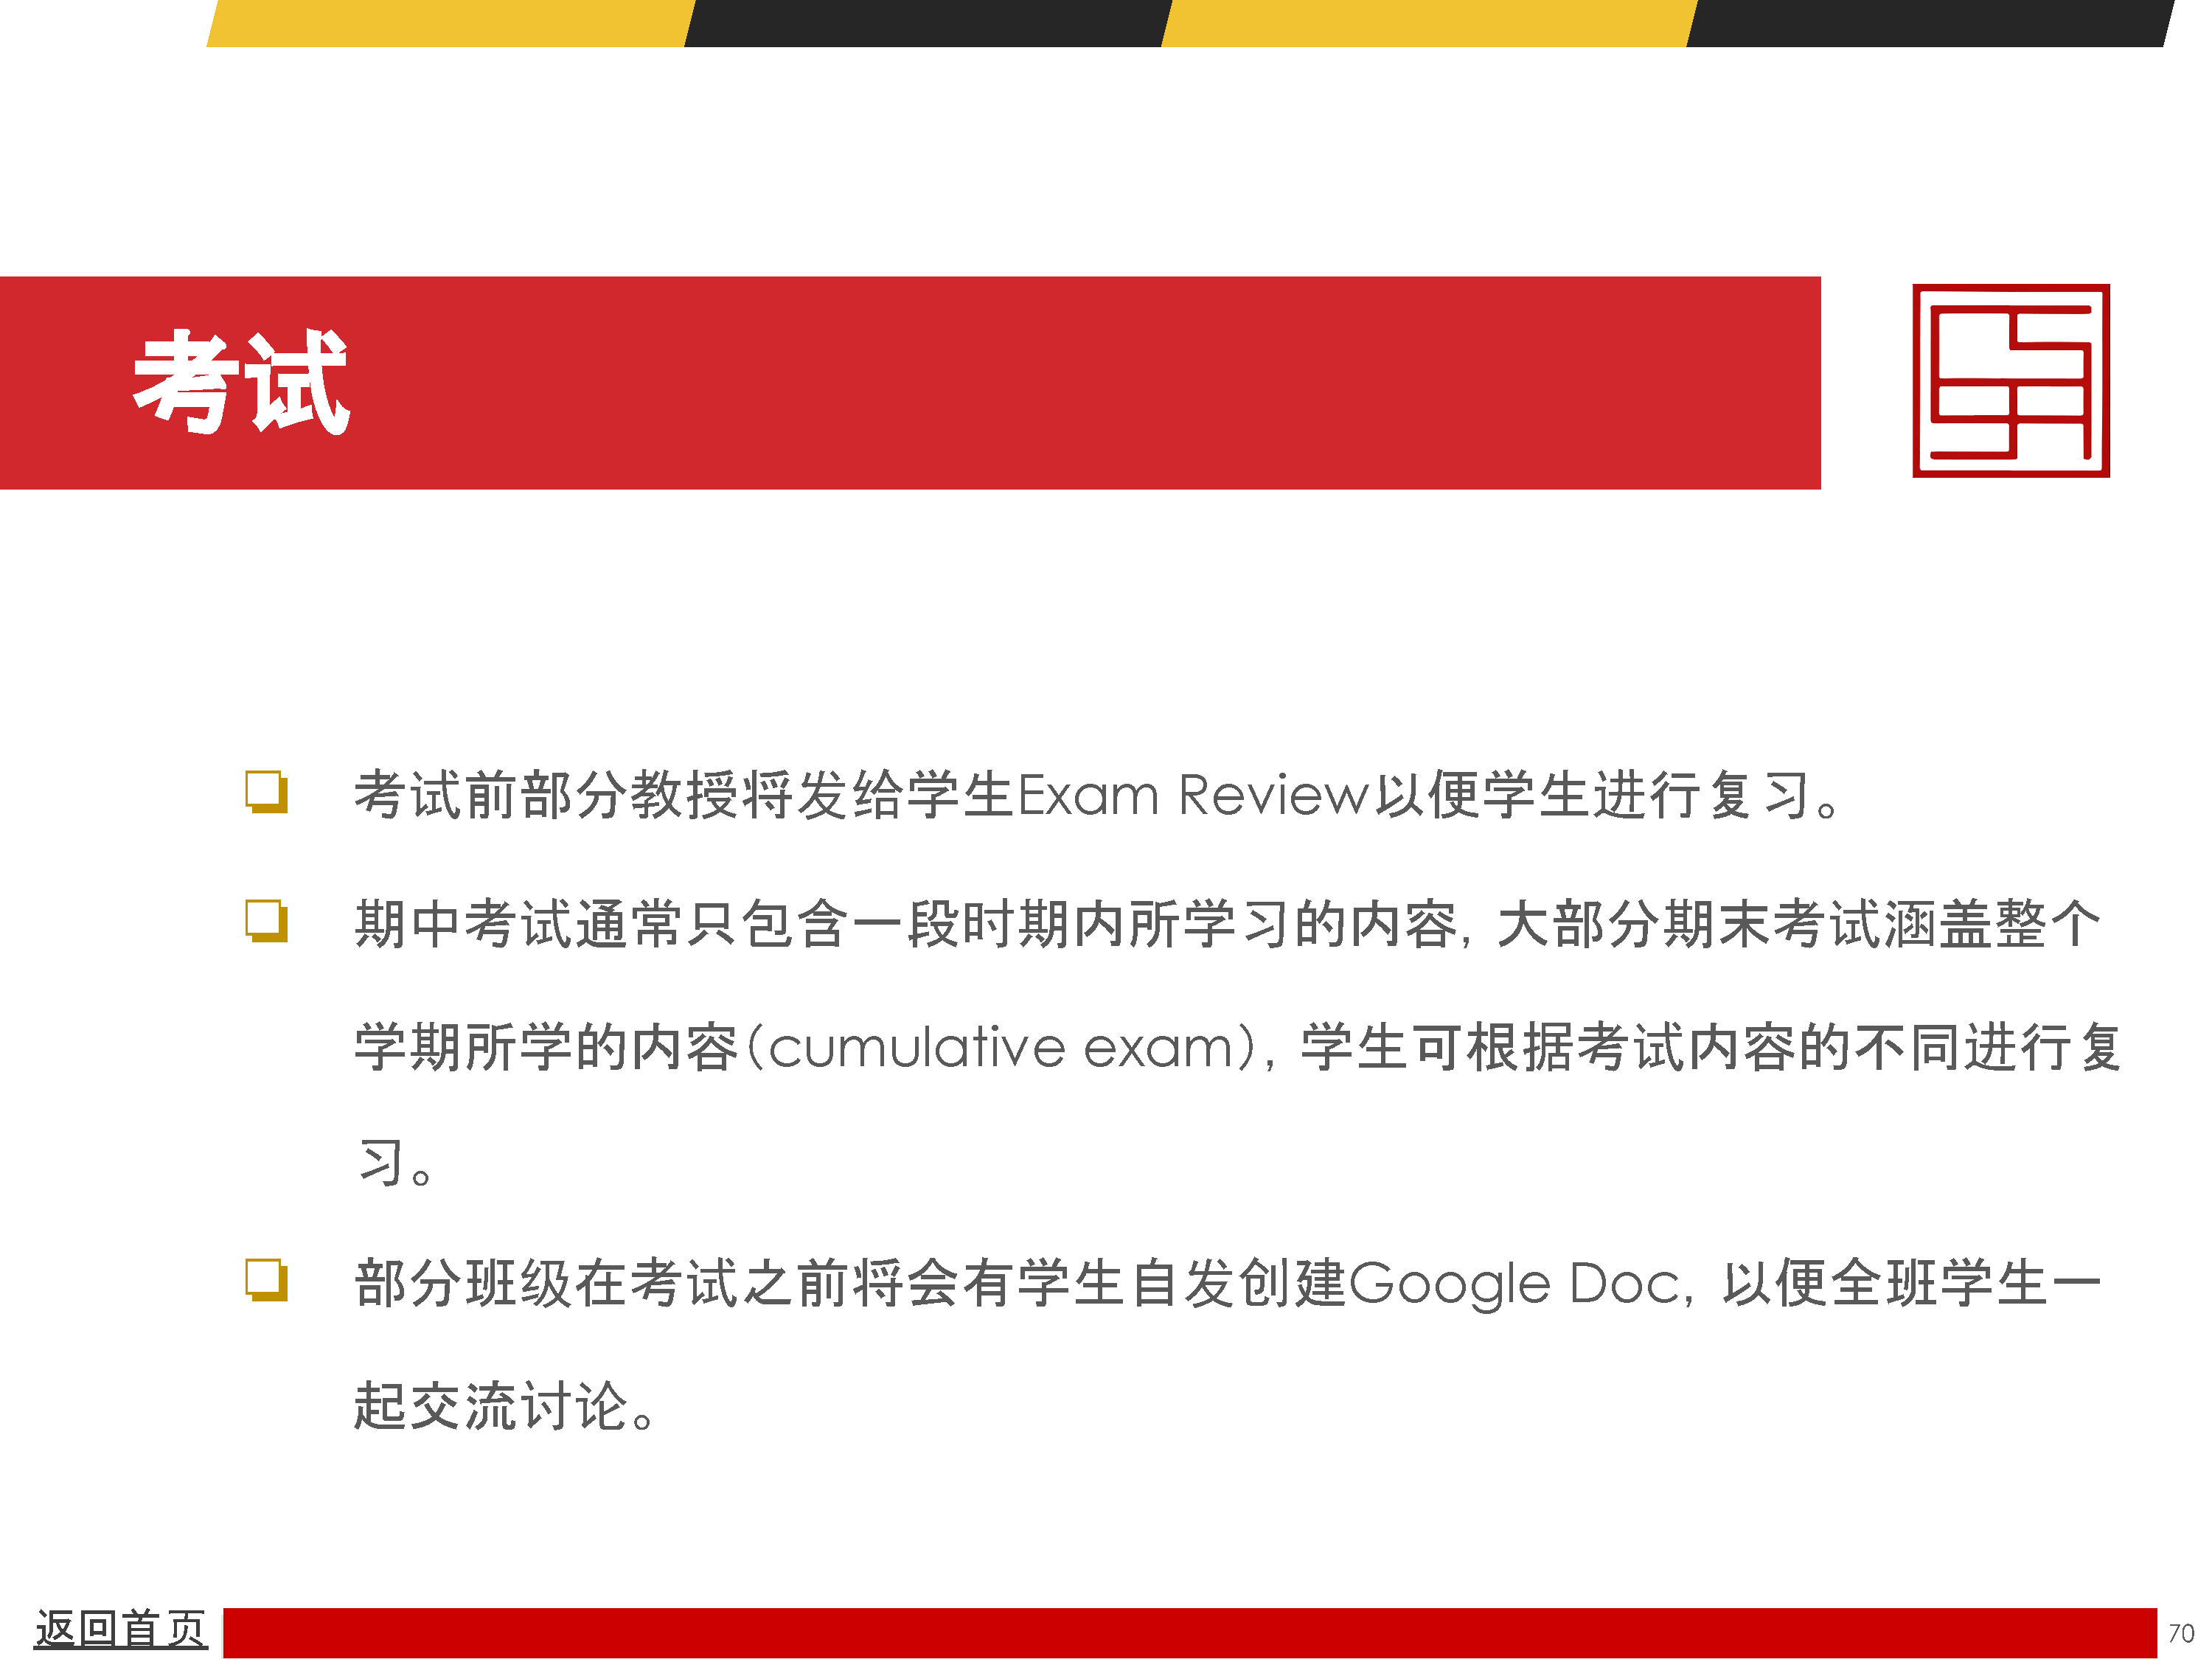 考试
考试前部分教授将发给学生Exam Review以便学生进行复习。
期中考试通常只包含一段时期内所学习的内容，大部分期末考试涵盖整个
学期所学的内容（cumulative exam），学生可根据考试内容的不同进行复
习。
部分班级在考试之前将会有学生自发创建Google Doc，以便全班学生一
起交流讨论。
返回首页
70